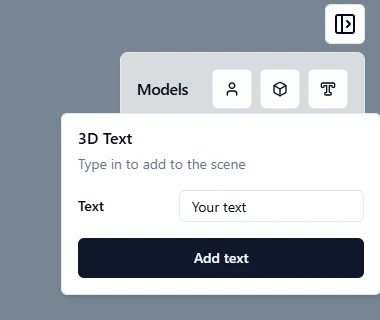 Models
3D Text
Type in to add to the scene
Text
Your text
Add text